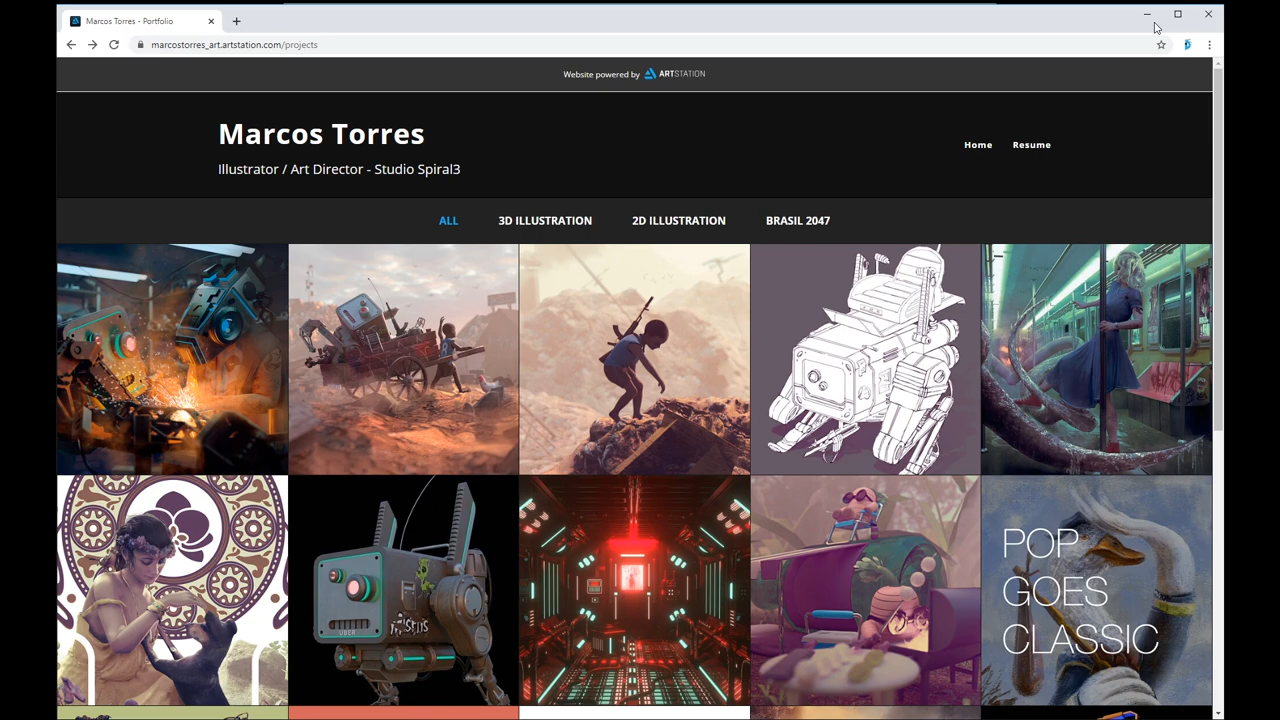 Marcos Torres - Portfolio
marcostorres_art.artstation.com/projects
Website powered by ARTSTATION
Marcos Torres
Illustrator / Art Director - Studio Spiral3
Home Resume
ALL 3D ILLUSTRATION 2D ILLUSTRATION BRASIL 2047
UBER
POP
GOES
CLASSIC